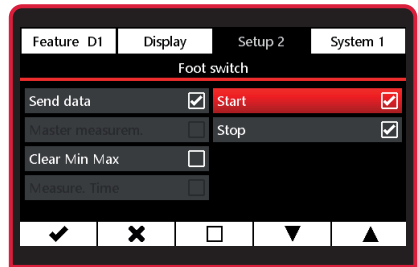 Feature D1 Display Setup 2 System 1
Foot switch
Send data Start
Master measurem. Stop
Clear Min Max
Measure. Time